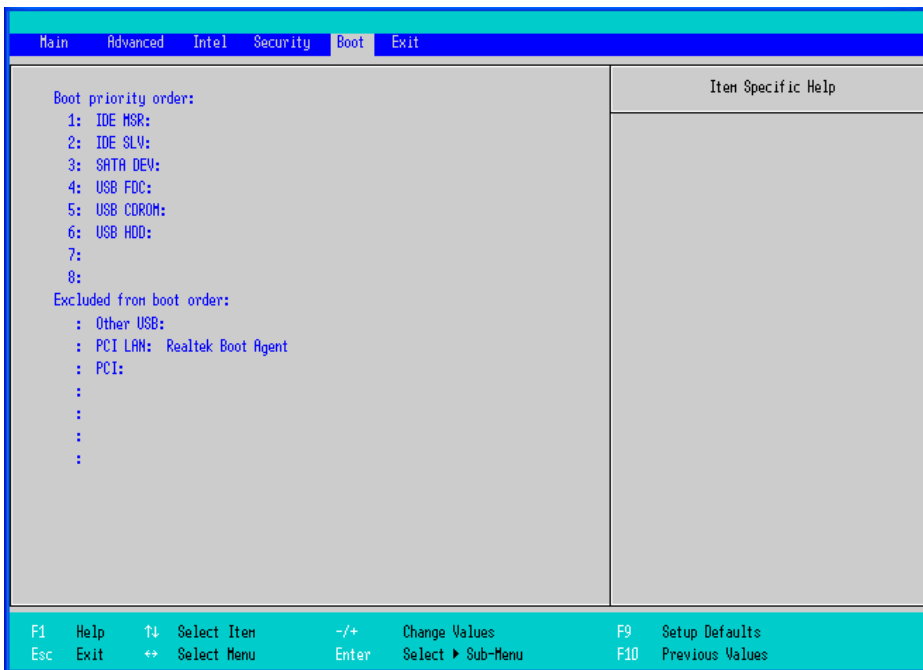 Main Advanced Intel Security Boot Exit
Item Specific Help
Boot priority order:
1: IDE MSR:
2: IDE SLV:
3: SATA DEV:
4: USB FDC:
5: USB CDROM:
6: USB HDD:
7:
8:
Excluded from boot order:
: Other USB:
: PCI LAN: Realtek Boot Agent
: PCI:
:
:
:
:
F1 Help ↑↓ Select Item -/+ Change Values F9 Setup Defaults
Esc Exit ↔ Select Menu Enter Select ▶ Sub-Menu F10 Previous Values